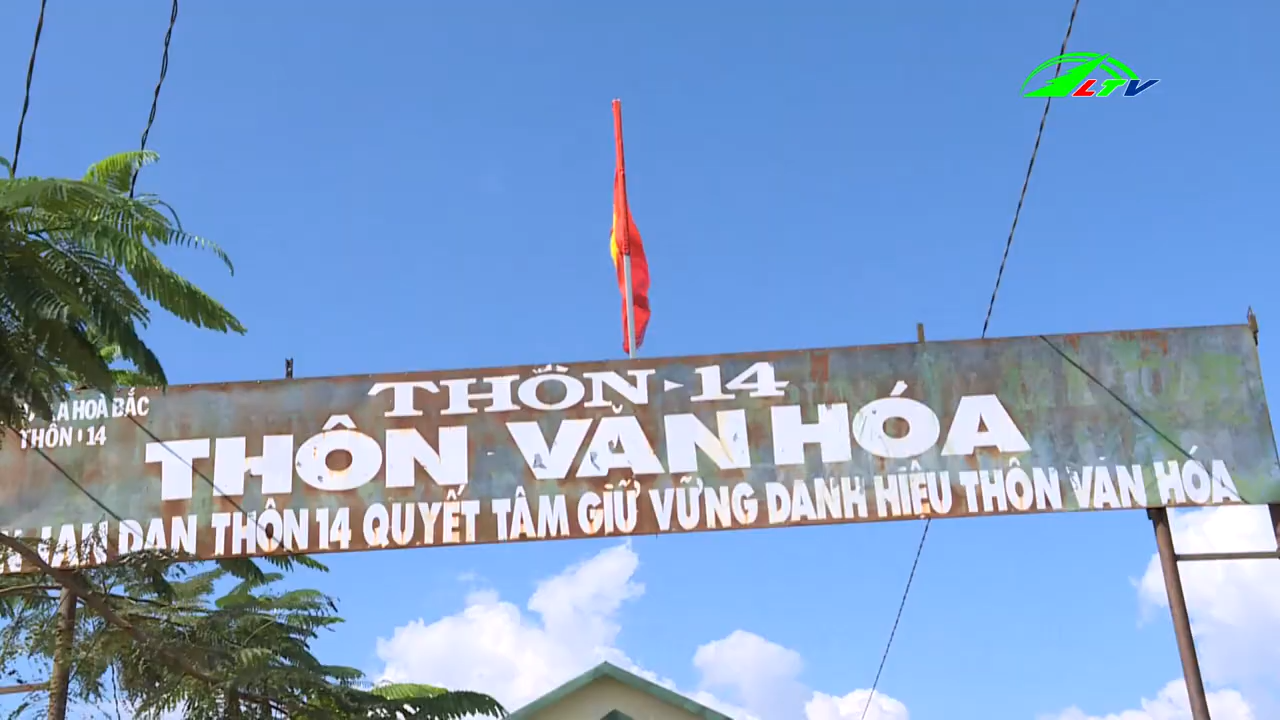 LTV
HOÀ BẮC
THÔN 14
THÔN - 14
THÔN VĂN HÓA
DAN THÔN 14 QUYẾT TÂM GIỮ VỮNG DANH HIỆU THÔN VĂN HÓA